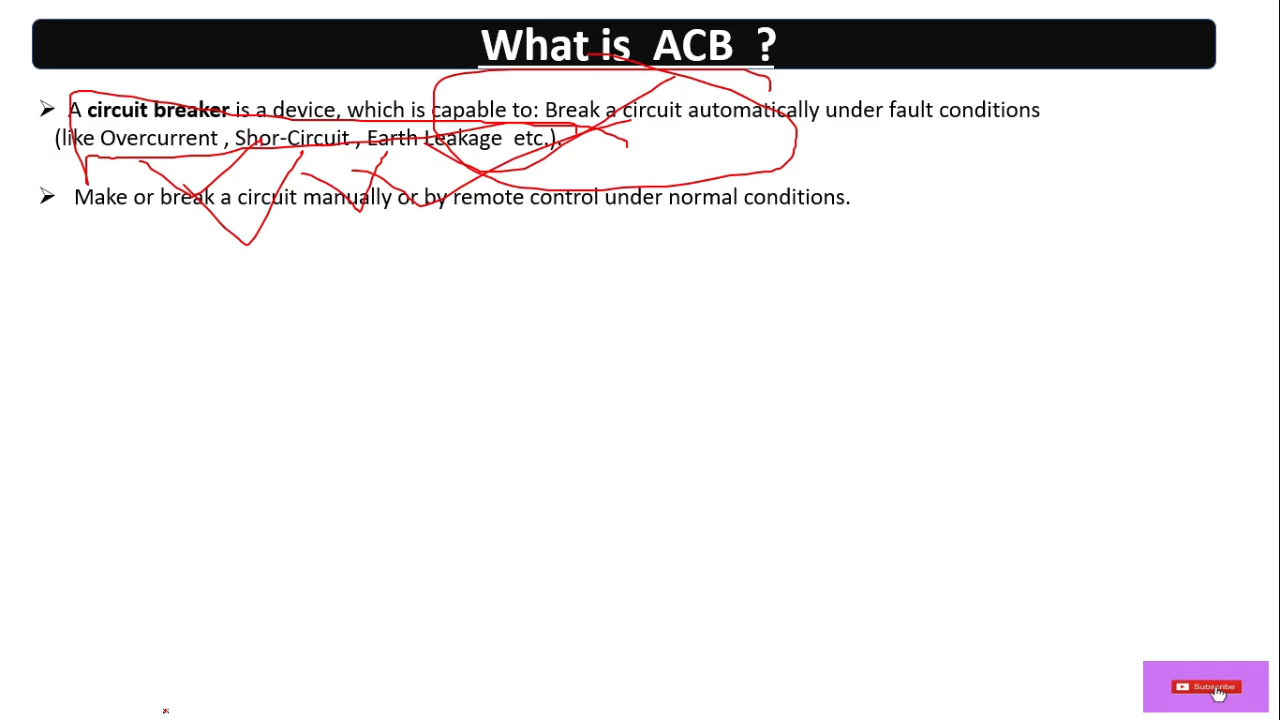 What is ACB ?
➢ A circuit breaker is a device, which is capable to: Break a circuit automatically under fault conditions
(like Overcurrent , Shor-Circuit , Earth Leakage etc.).
➢ Make or break a circuit manually or by remote control under normal conditions.
Subscribe